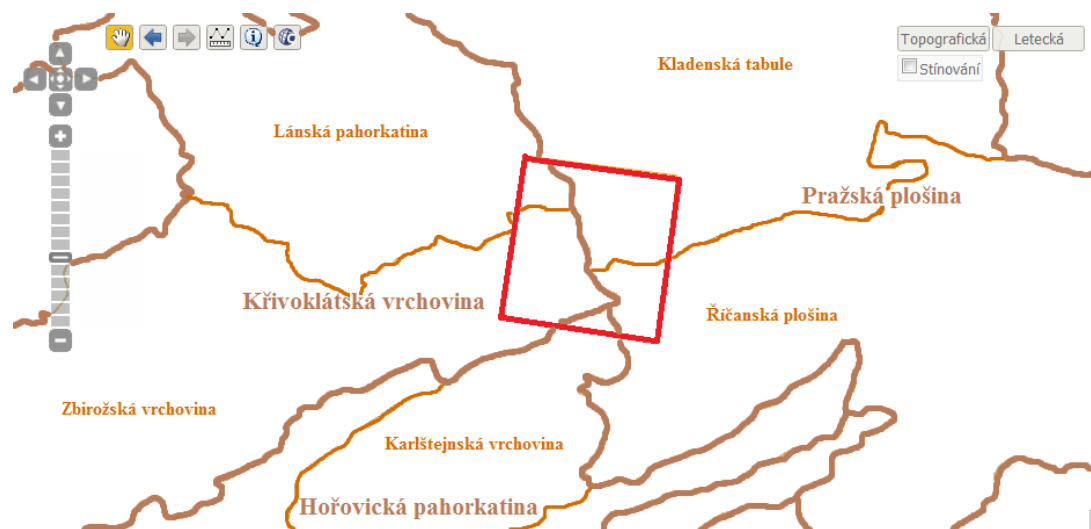 Topografická
Letecká
Stínování
Kladenská tabule
Lánská pahorkatina
Pražská plošina
Křivoklátská vrchovina
Říčanská plošina
Zbirožská vrchovina
Karlštejnská vrchovina
Hořovická pahorkatina